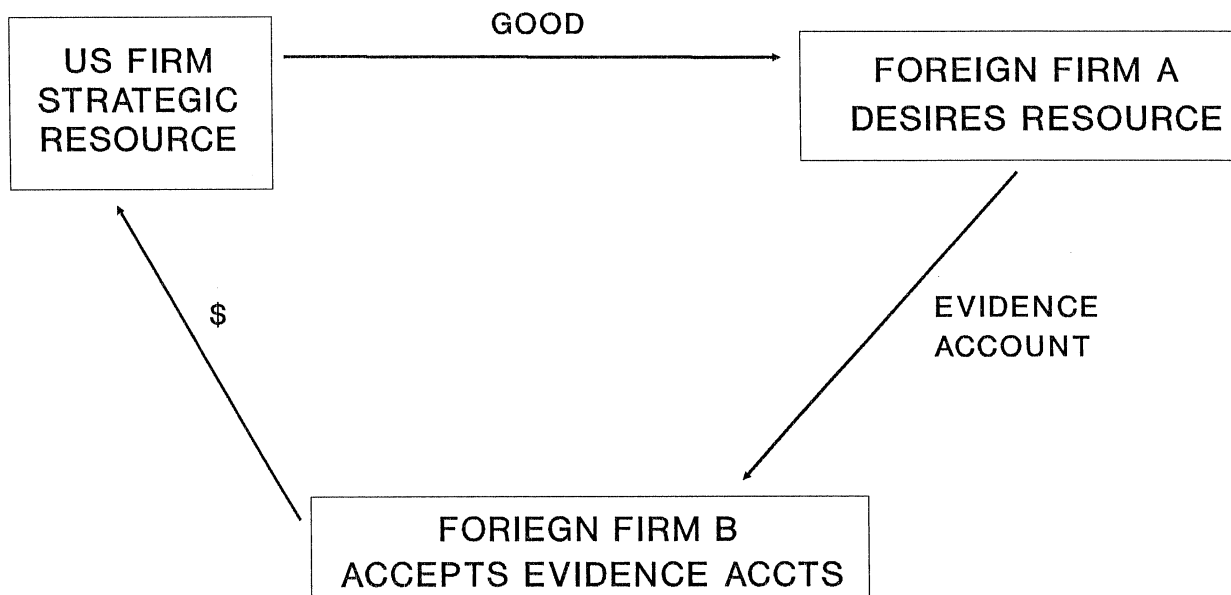 GOOD
US FIRM
STRATEGIC
RESOURCE
FOREIGN FIRM A
DESIRES RESOURCE
$
EVIDENCE
ACCOUNT
FORIEGN FIRM B
ACCEPTS EVIDENCE ACCTS